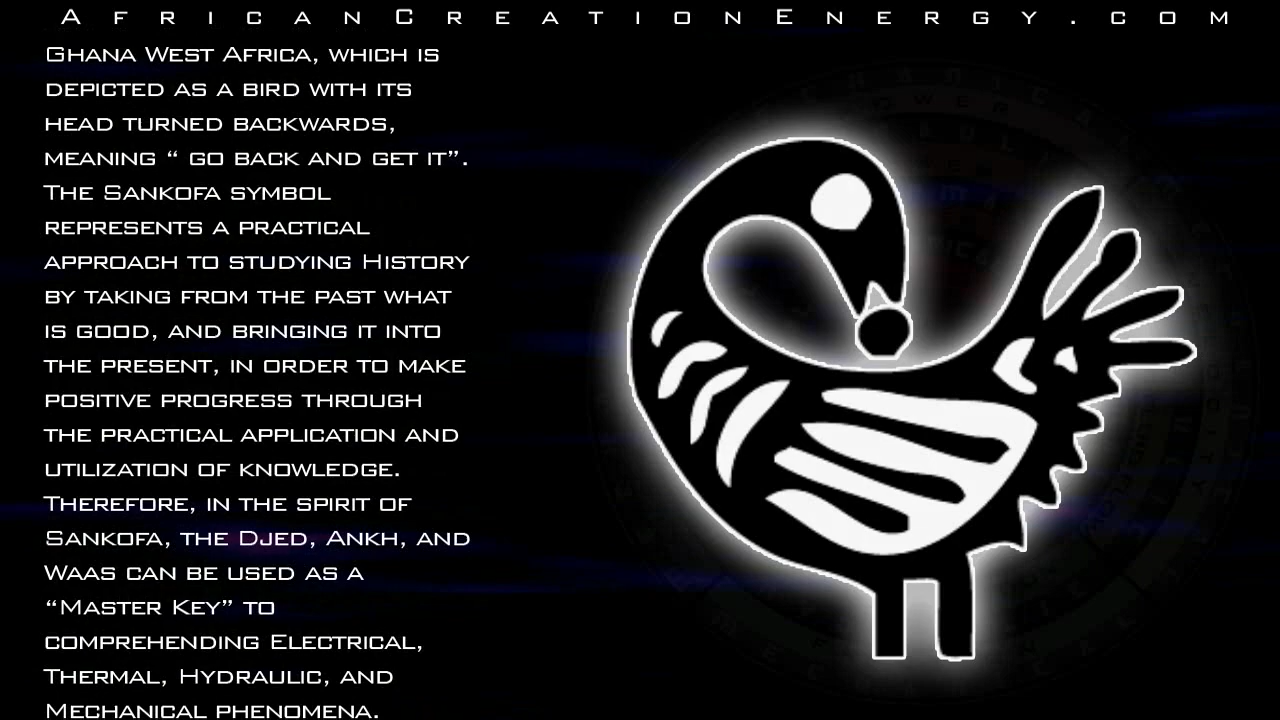 AfricanCreationEnergy.com
Ghana West Africa, which is
depicted as a bird with its
head turned backwards,
meaning “ go back and get it”.
The Sankofa symbol
represents a practical
approach to studying History
by taking from the past what
is good, and bringing it into
the present, in order to make
positive progress through
the practical application and
utilization of knowledge.
Therefore, in the spirit of
Sankofa, the Djed, Ankh, and
Waas can be used as a
“Master Key” to
comprehending Electrical,
Thermal, Hydraulic, and
Mechanical phenomena.